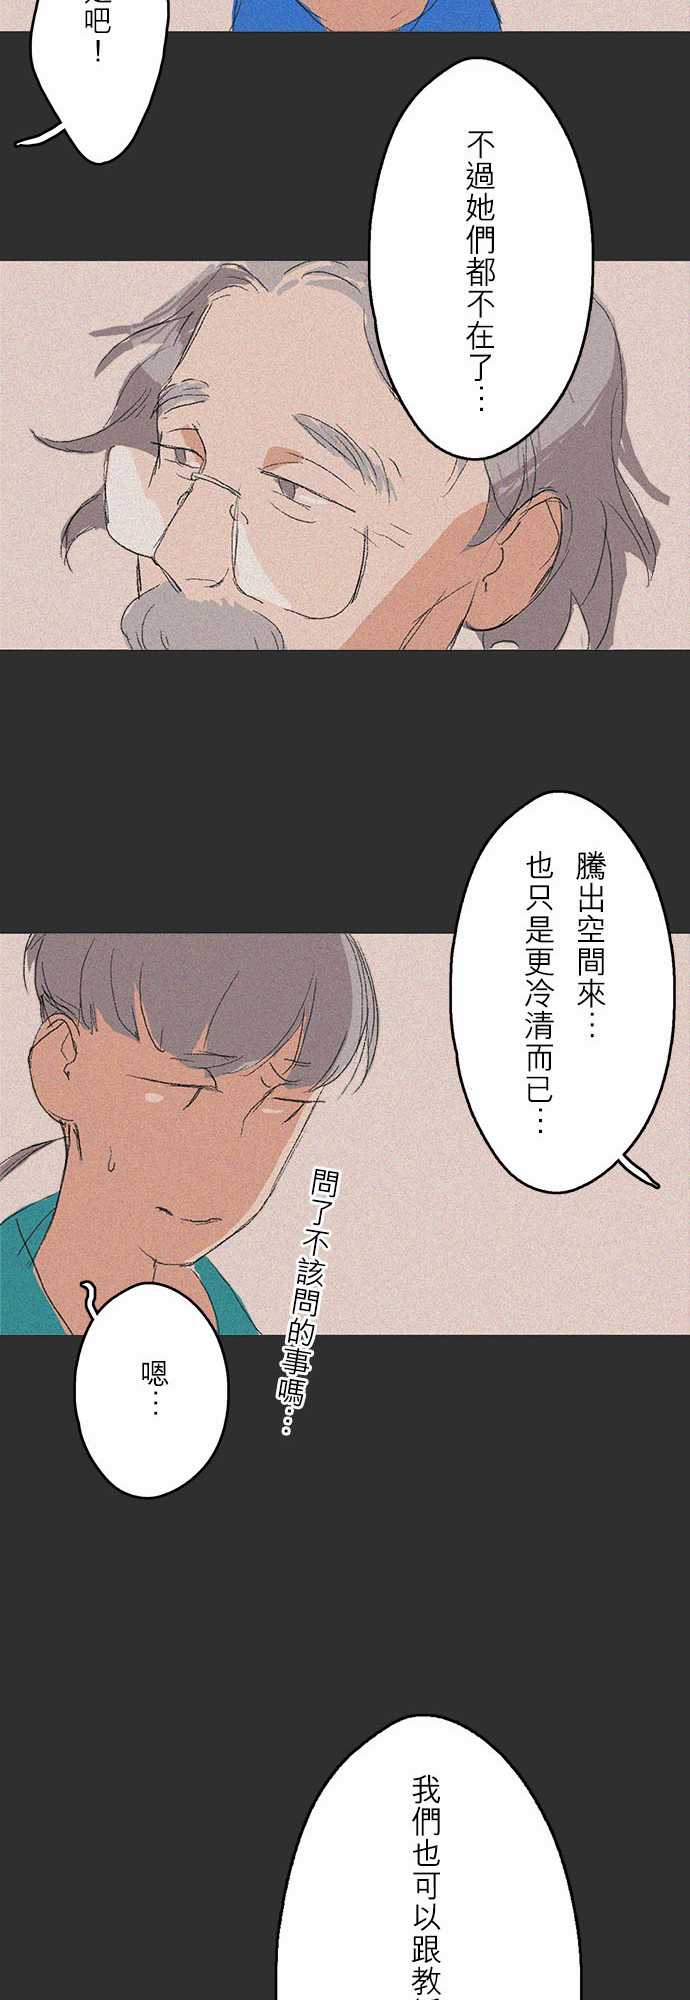 吧！
不過她們都不在了…
騰出空間來…
也只是更冷清而已…
問了不該問的事嗎…
嗯…
我們也可以跟教